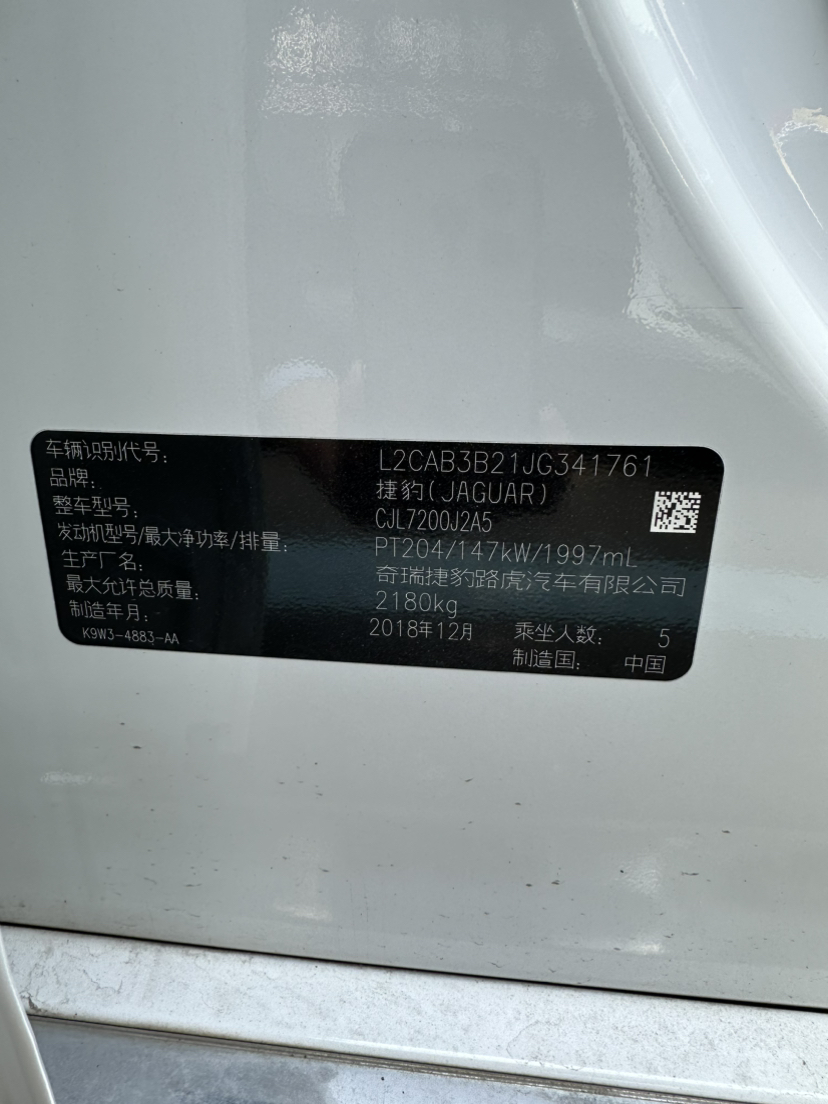 车辆识别代号: L2CAB3B21JG341761
品牌: 捷豹(JAGUAR)
整车型号: CJL7200J2A5
发动机型号/最大净功率/排量: PT204/147kW/1997mL
生产厂名: 奇瑞捷豹路虎汽车有限公司
最大允许总质量: 2180kg
制造年月: 2018年12月 乘坐人数: 5
K9W3-4883-AA 制造国: 中国